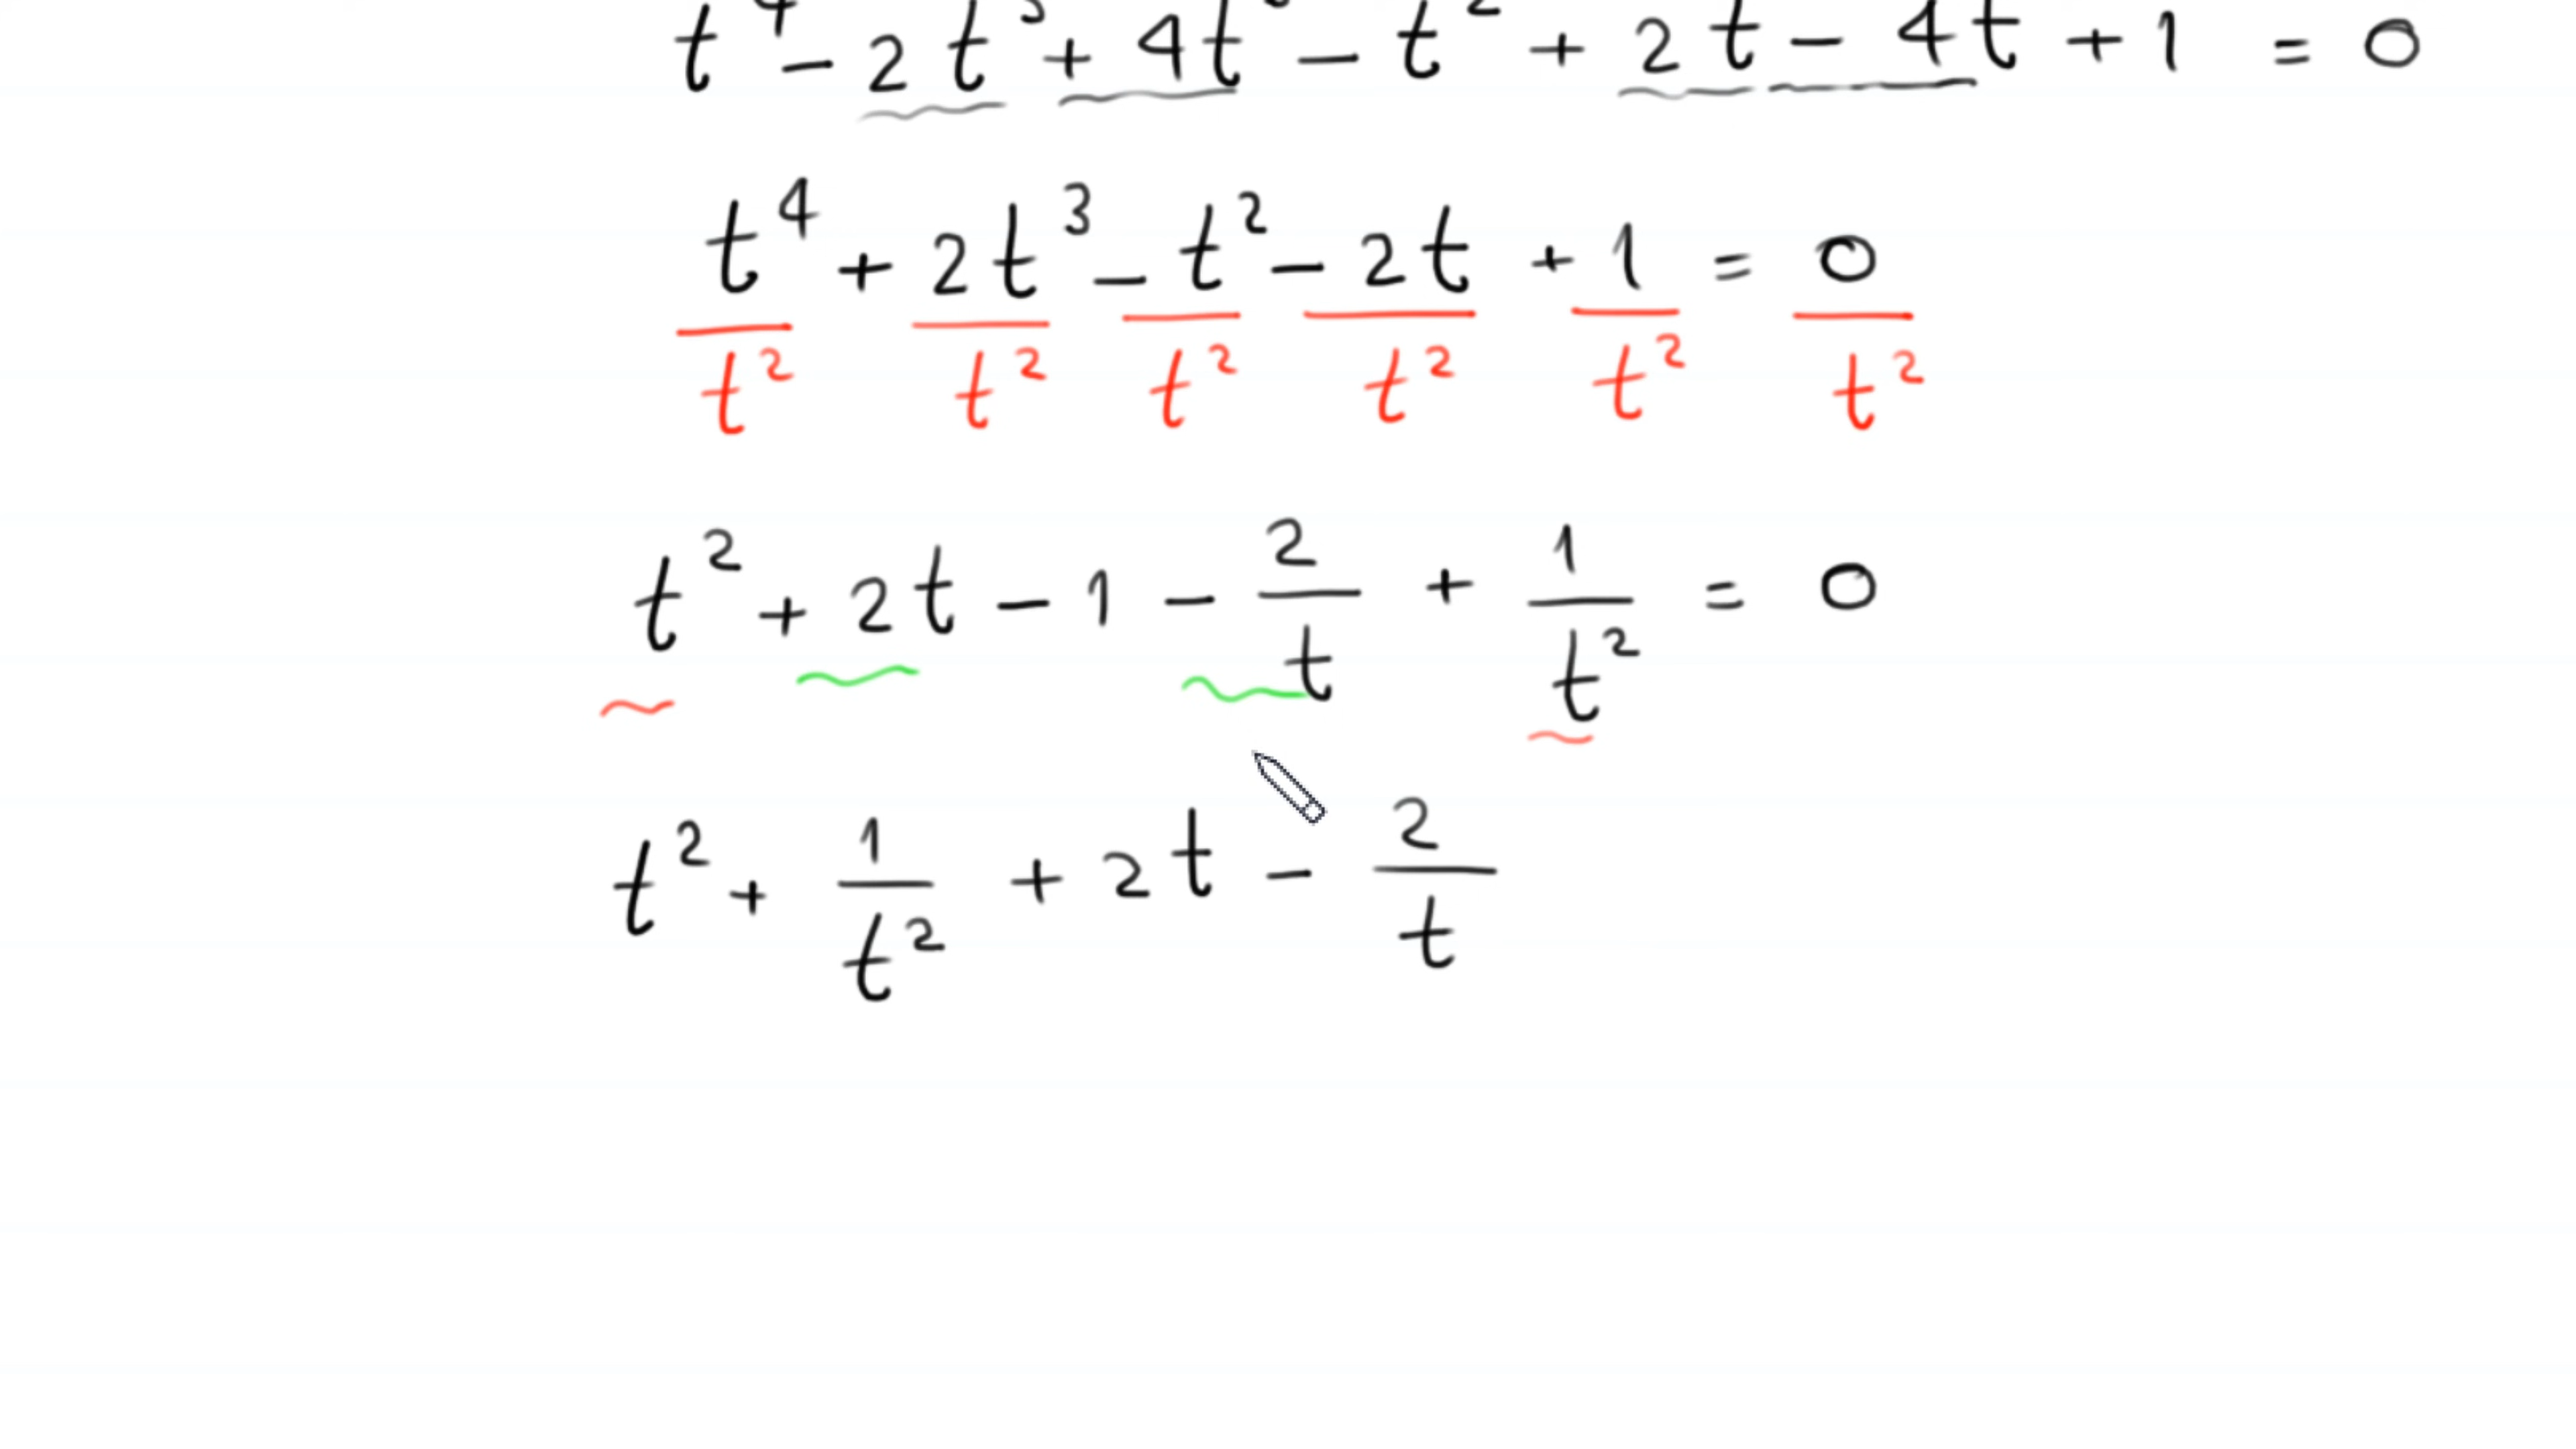 t⁴ - 2t³ + 4t³ - t² + 2t - 4t + 1 = 0
t⁴/t² + 2t³/t² - t²/t² - 2t/t² + 1/t² = 0/t²
t² + 2t - 1 - 2/t + 1/t² = 0
t² + 1/t² + 2t - 2/t